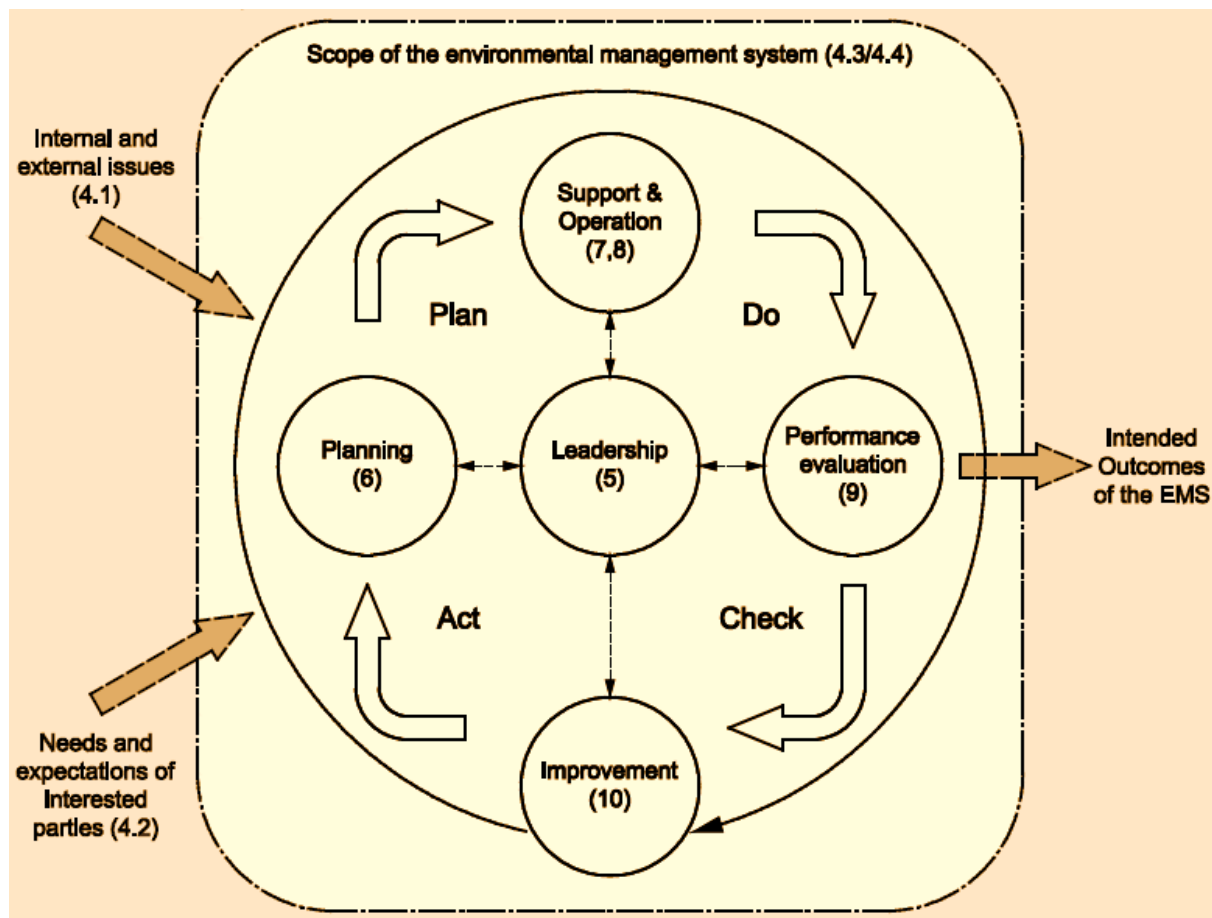 Scope of the environmental management system (4.3/4.4)
Internal and
external issues
(4.1)
Support &
Operation
(7,8)
Plan
Do
Planning
(6)
Leadership
(5)
Performance
evaluation
(9)
Intended
Outcomes
of the EMS
Act
Check
Needs and
expectations of
Interested
parties (4.2)
Improvement
(10)